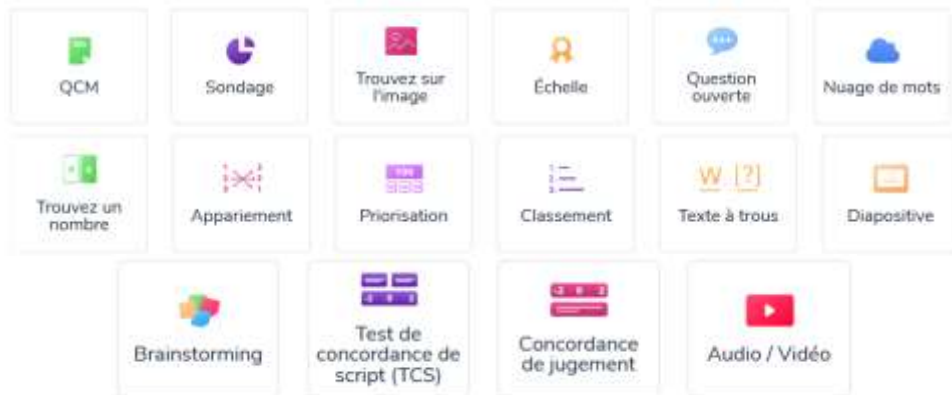 QCM
Sondage
Trouvez sur
l'image
Échelle
Question
ouverte
Nuage de mots
Trouvez un
nombre
Appariement
Priorisation
Classement
W [?]
Texte à trous
Diapositive
Brainstorming
Test de
concordance de
script (TCS)
Concordance
de jugement
Audio / Vidéo